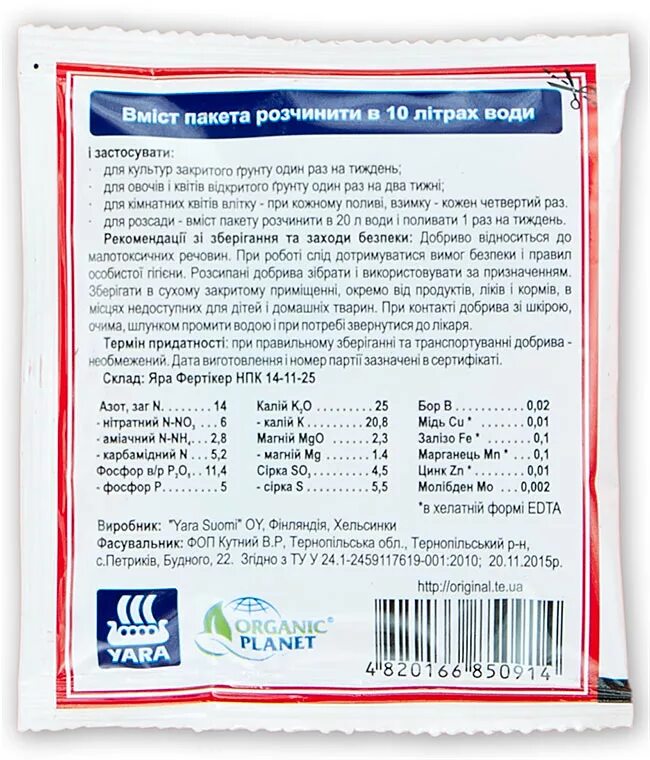 Вміст пакета розчинити в 10 літрах води
і застосувати:
· для культур закритого ґрунту один раз на тиждень;
· для овочів і квітів відкритого ґрунту один раз на два тижні;
· для кімнатних квітів влітку - при кожному поливі, взимку - кожен четвертий раз.
· для розсади - вміст пакету розчинити в 20 л води і поливати 1 раз на тиждень.
Рекомендації зі зберігання та заходи безпеки: Добриво відноситься до
малотоксичних речовин. При роботі слід дотримуватися вимог безпеки і правил
особистої гігієни. Розсипані добрива зібрати і використовувати за призначенням.
Зберігати в сухому закритому приміщенні, окремо від продуктів, ліків і кормів, в
місцях недоступних для дітей і домашніх тварин. При контакті добрива зі шкірою,
очима, шлунком промити водою і при потребі звернутися до лікаря.
Термін придатності: при правильному зберіганні та транспортуванні добрива -
необмежений. Дата виготовлення і номер партії зазначені в сертифікаті.
Склад: Яра Фертікер НПК 14-11-25
Азот, заг N. . . . . . . . 14
- нітратний N-NO₃ . . . 6
- аміачний N-NH₄ . . . 2,8
- карбамідний N . . . 5,2
Фосфор в/р P₂O₅ . 11,4
- фосфор P. . . . . . . . . 5
Калій K₂O . . . . . . . . 25
- калій K . . . . . . . . 20,8
Магній MgO . . . . . 2,3
- магній Mg . . . . . . 1.4
Сірка SO₃ . . . . . . . 4,5
- сірка S . . . . . . . . 5,5
Бор B . . . . . . . . . 0,02
Мідь Cu * . . . . . . 0,01
Залізо Fe * . . . . . . 0,1
Марганець Mn * . 0,1
Цинк Zn * . . . . . . 0,01
Молібден Mo . . 0,002
*в хелатній формі EDTA
Виробник: "Yara Suomi" OY, Фінляндія, Хельсинки
Фасувальник: ФОП Кутний В.Р, Тернопільська обл., Тернопільський р-н,
с.Петриків, Будного, 22. Згідно з ТУ У 24.1-2459117619-001:2010; 20.11.2015р.
http://original.te.ua
YARA
ORGANIC®
PLANET
4 820166 850914